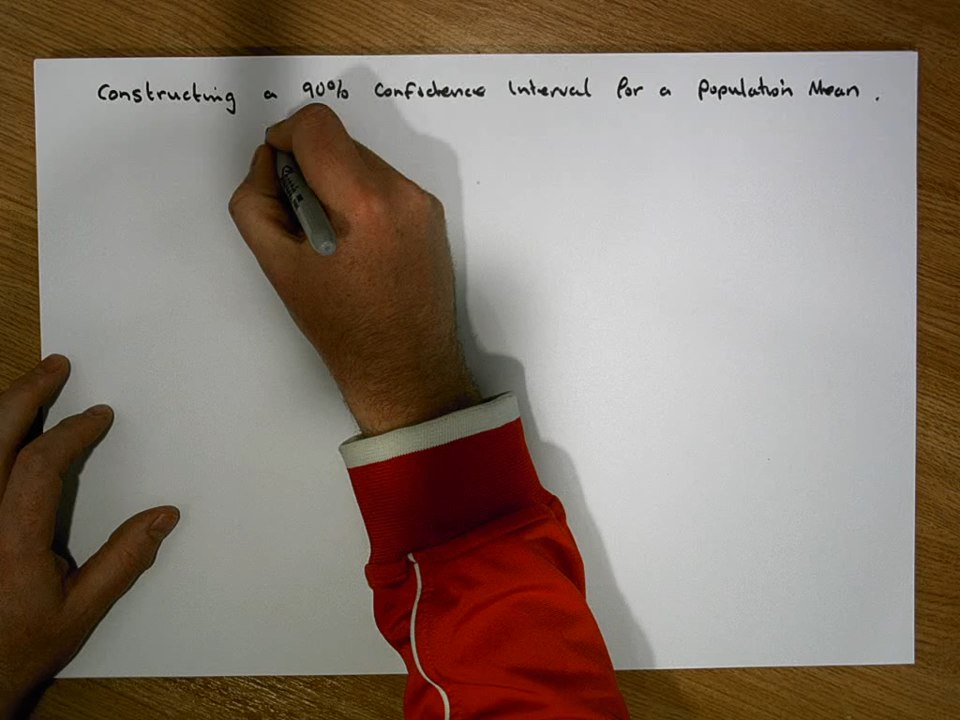 Constructing a 90% Confidence Interval for a Population Mean.